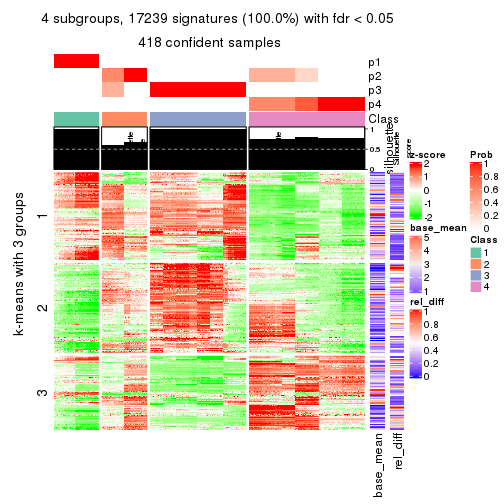 4 subgroups, 17239 signatures (100.0%) with fdr < 0.05
418 confident samples
p1
p2
p3
p4
Class
1
0.5
0
silhouette
Silhouette
score
k-means with 3 groups
1
2
3
base_mean
rel_diff
z-score
2
1
0
-1
-2
base_mean
5
4
3
2
1
rel_diff
1
0.8
0.6
0.4
0.2
0
Prob
1
0.8
0.6
0.4
0.2
0
Class
1
2
3
4